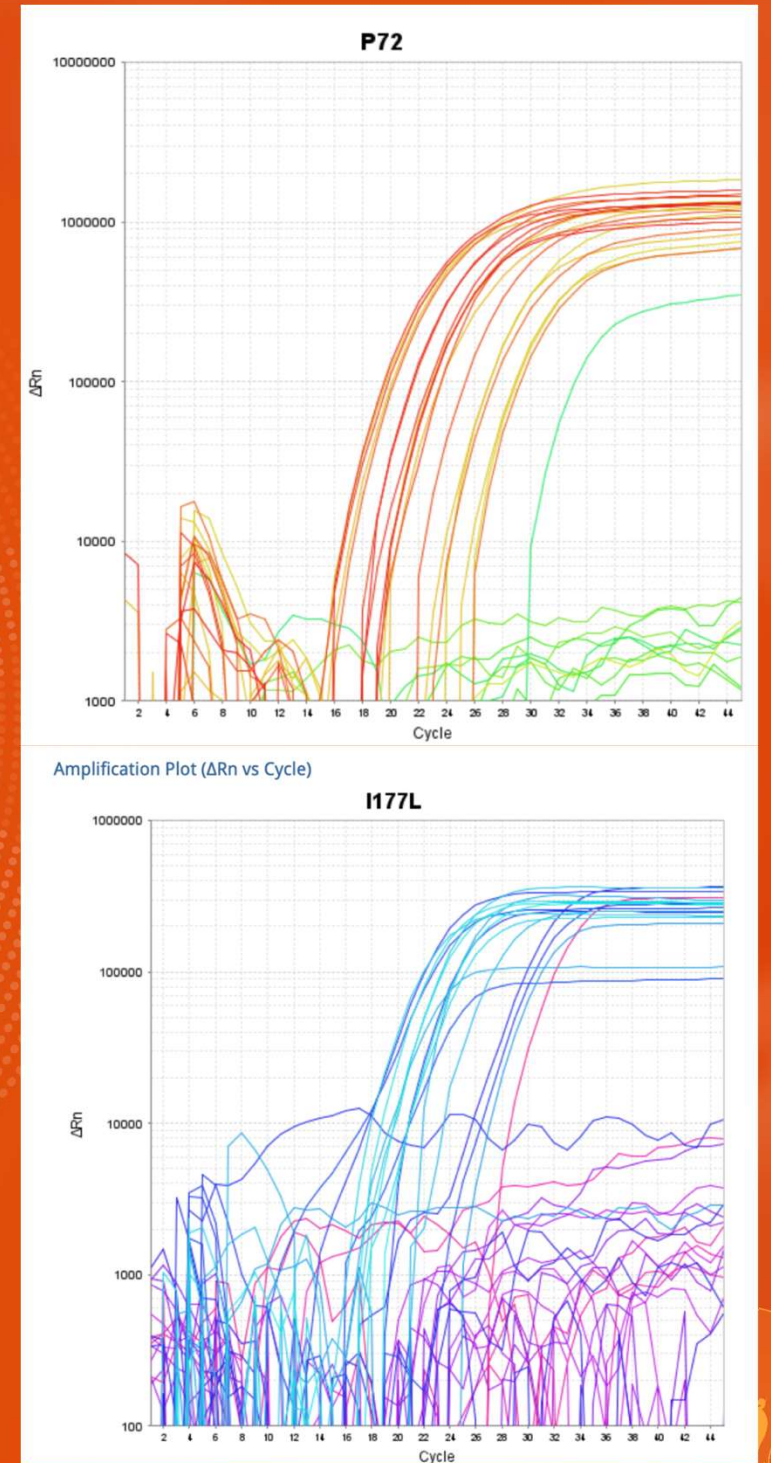 P72
10000000
1000000
100000
10000
1000
ΔRn
2 4 6 8 10 12 14 16 18 20 22 24 26 28 30 32 34 36 38 40 42 44
Cycle
Amplification Plot (ΔRn vs Cycle)
I177L
1000000
100000
10000
1000
100
ΔRn
2 4 6 8 10 12 14 16 18 20 22 24 26 28 30 32 34 36 38 40 42 44
Cycle